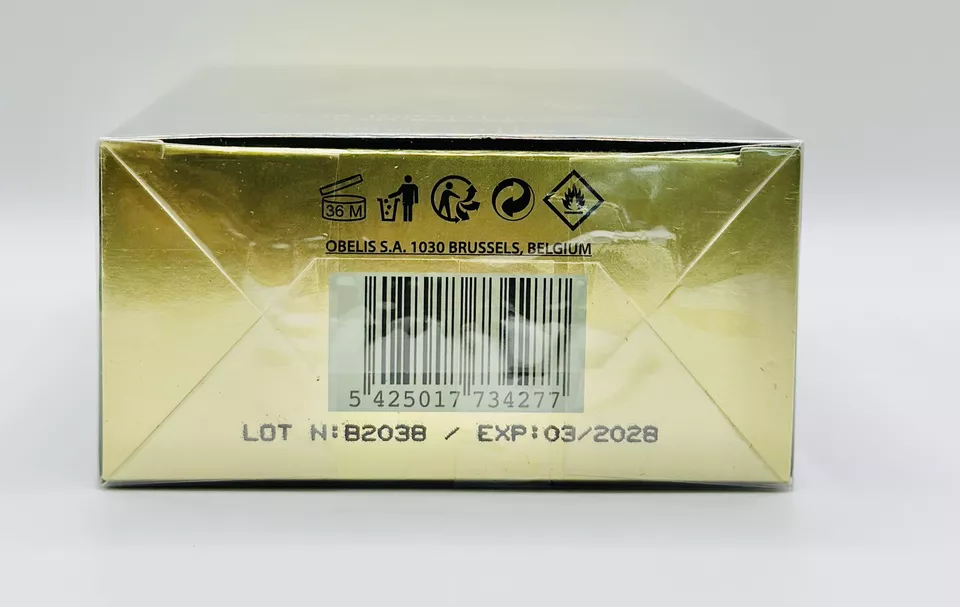 36 M
OBELIS S.A. 1030 BRUSSELS, BELGIUM
5 425017 734277
LOT N:B2038 / EXP:03/2028